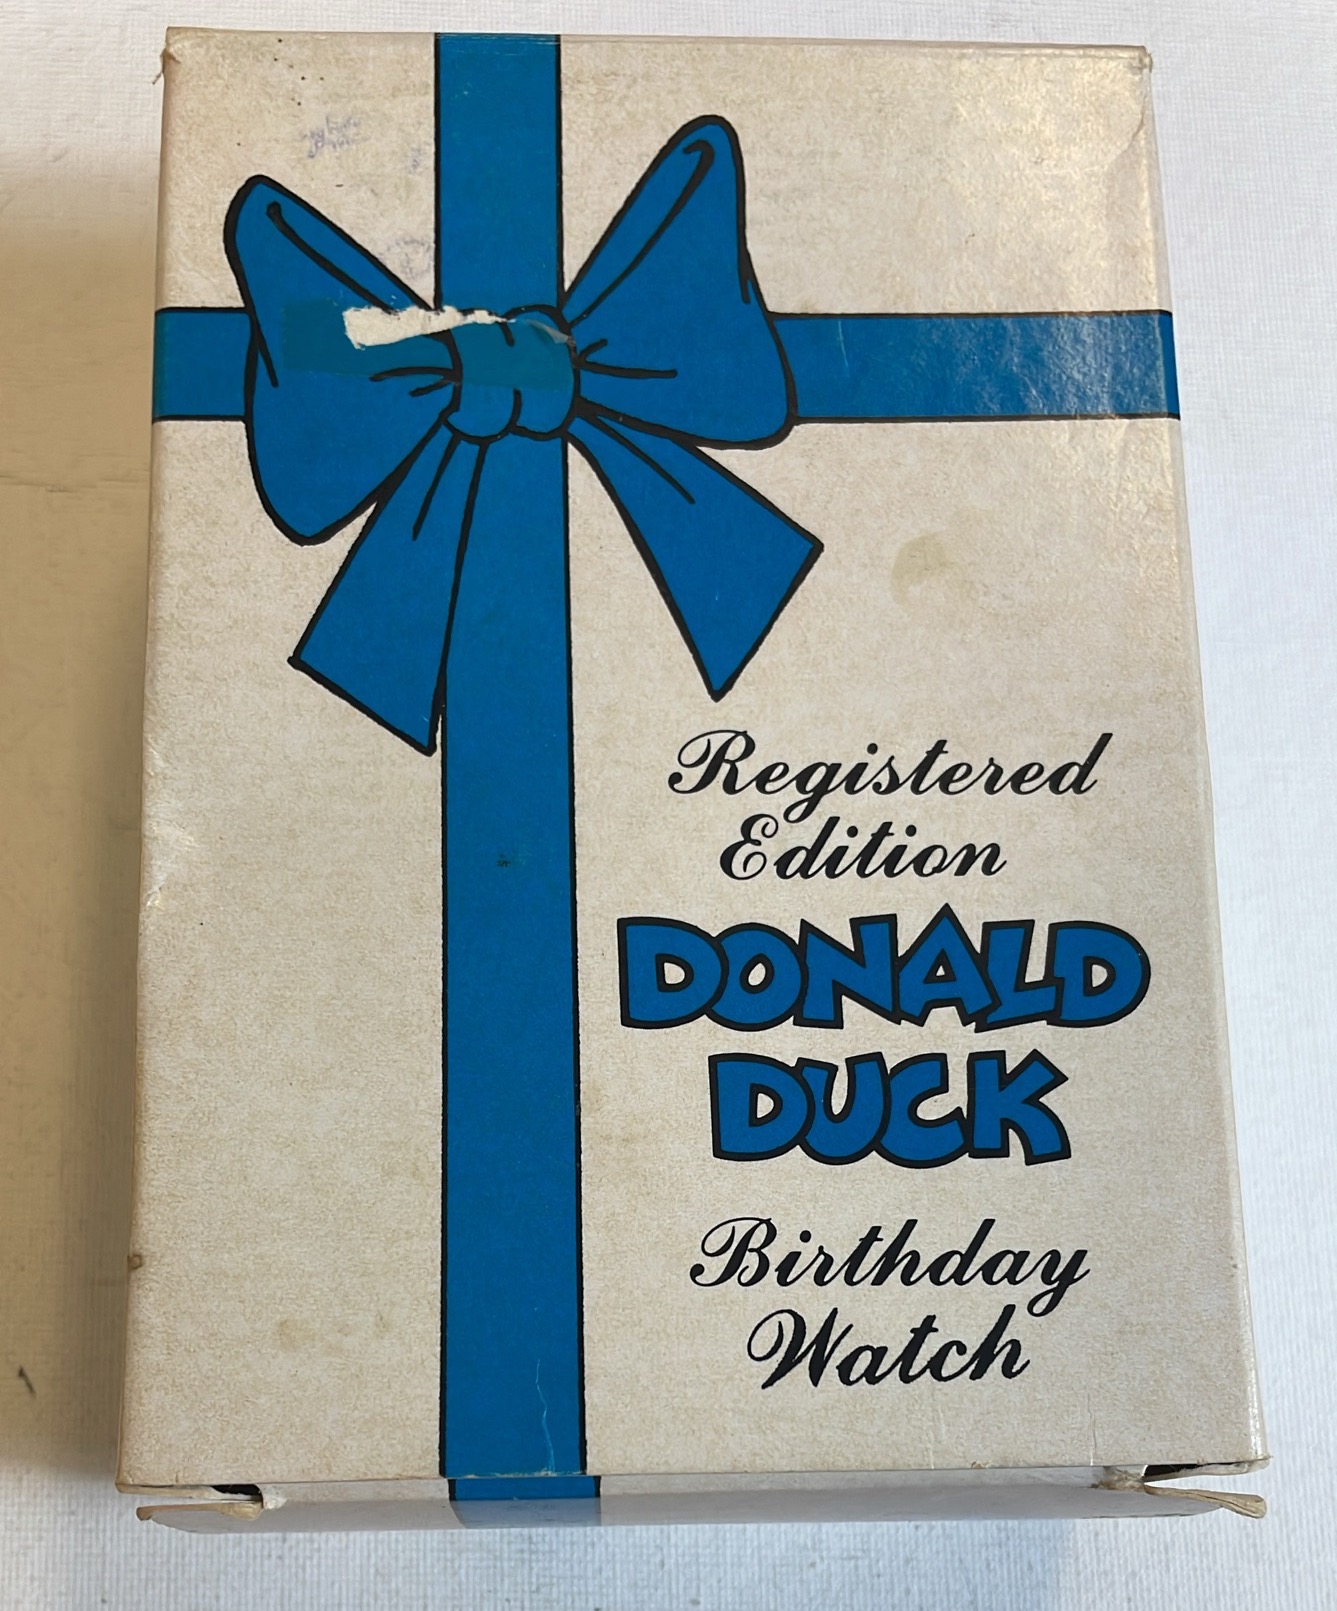 Registered
Edition
DONALD
DUCK
Birthday
Watch